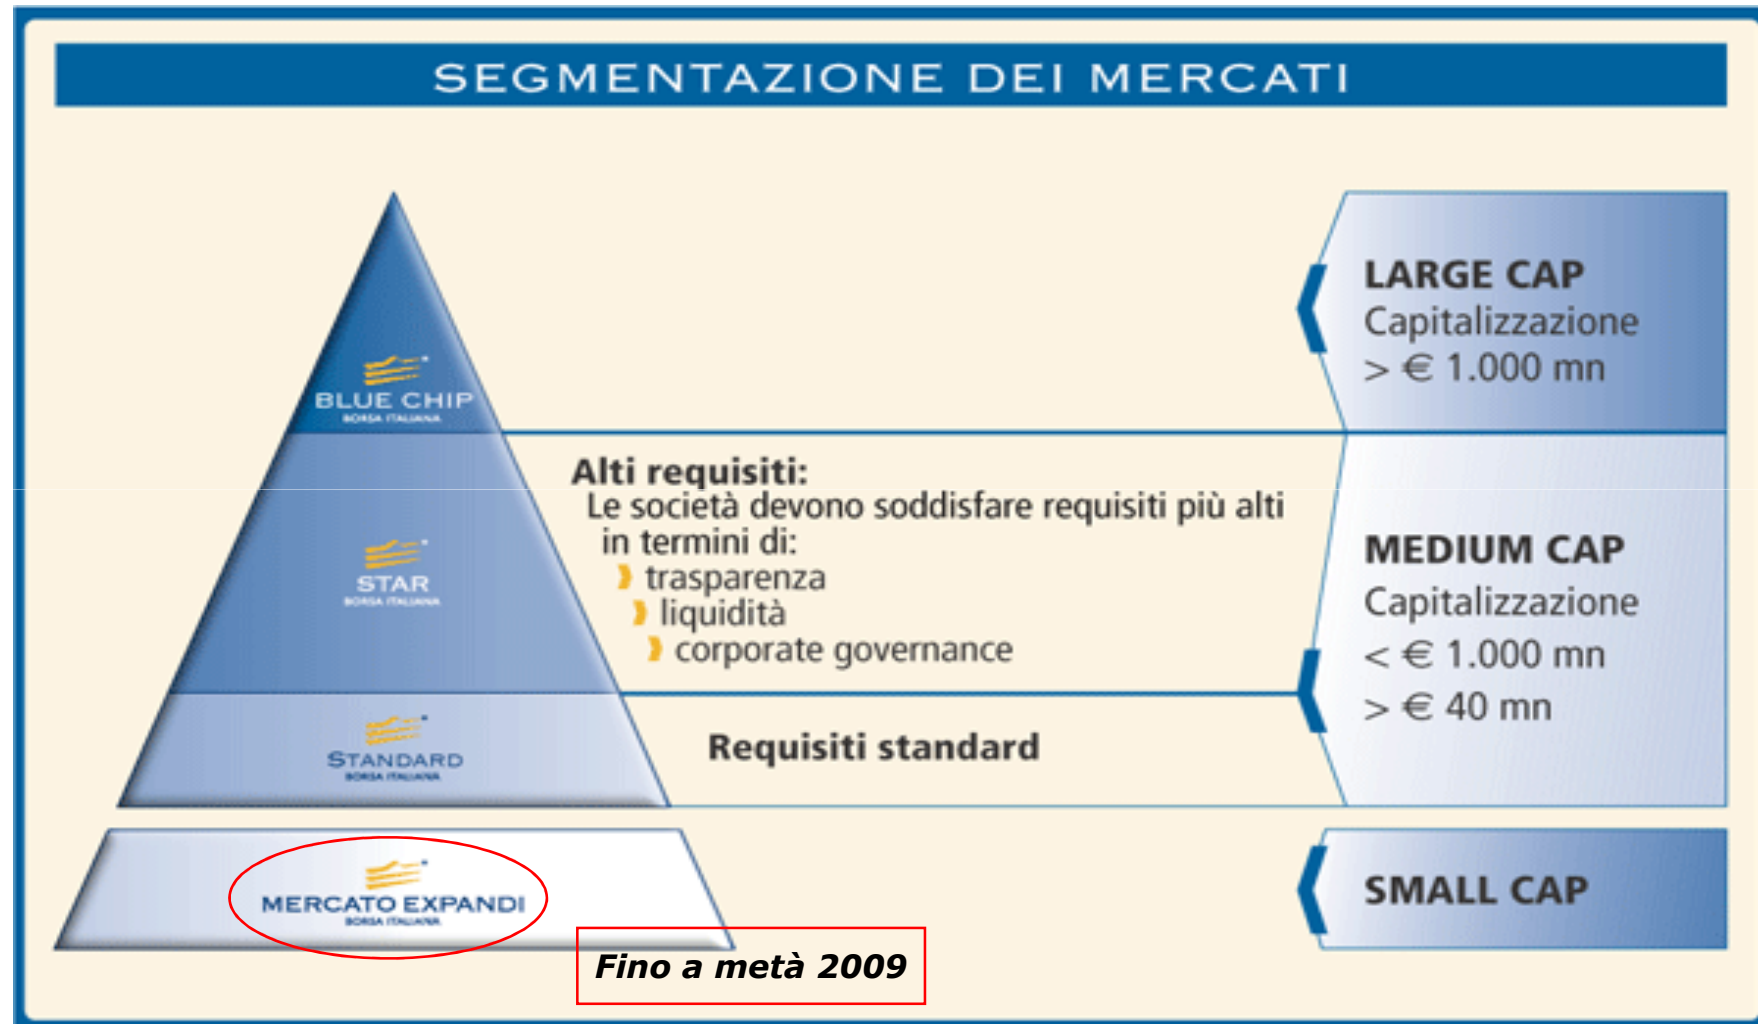 SEGMENTAZIONE DEI MERCATI
LARGE CAP
Capitalizzazione
> € 1.000 mn
BLUE CHIP
BORSA ITALIANA
Alti requisiti:
Le società devono soddisfare requisiti più alti
in termini di:
trasparenza
liquidità
corporate governance
STAR
BORSA ITALIANA
MEDIUM CAP
Capitalizzazione
< € 1.000 mn
> € 40 mn
STANDARD
BORSA ITALIANA
Requisiti standard
MERCATO EXPANDI
BORSA ITALIANA
SMALL CAP
Fino a metà 2009